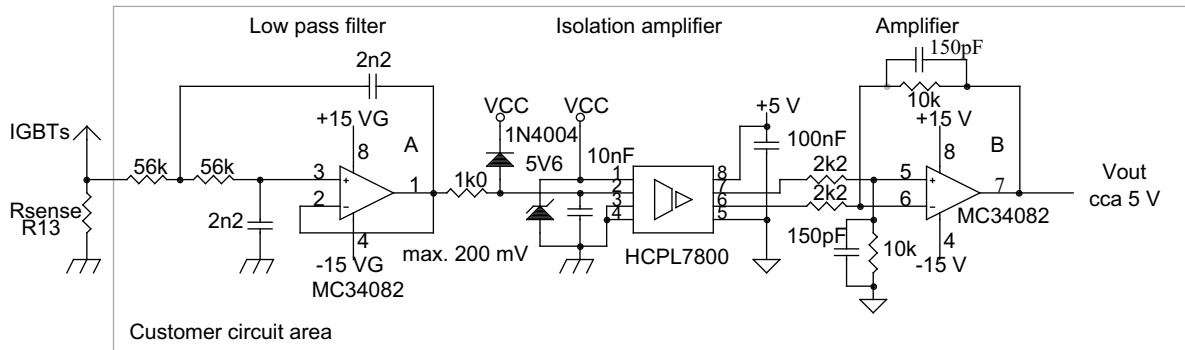 Low pass filter
Isolation amplifier
Amplifier
2n2
150pF
10k
IGBTs
+15 VG
8
A
VCC
VCC
1N4004
5V6
10nF
+5 V
100nF
+15 V
8
B
56k
56k
3
+
2
−
1
1k0
1
2
3
4
8
7
6
5
2k2
2k2
5
+
6
−
7
Vout
cca 5 V
MC34082
Rsense
R13
2n2
4
-15 VG
MC34082
max. 200 mV
HCPL7800
150pF
10k
4
-15 V
Customer circuit area